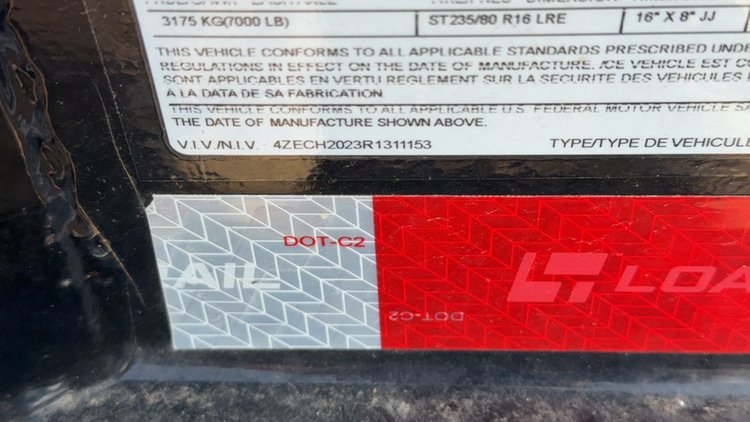 3175 KG(7000 LB) ST235/80 R16 LRE 16" X 8" JJ
THIS VEHICLE CONFORMS TO ALL APPLICABLE STANDARDS PRESCRIBED UND
REGULATIONS IN EFFECT ON THE DATE OF MANUFACTURE. /CE VEHICLE EST CO
SONT APPLICABLES EN VERTU REGLEMENT SUR LA SECURITE DES VEHICULES
A LA DATA DE SA FABRICATION
THIS VEHICLE CONFORMS TO ALL APPLICABLE U.S. FEDERAL MOTOR VEHICLE S
THE DATE OF MANUFACTURE SHOWN ABOVE.
V.I.V./N.I.V. 4ZECH2023R1311153 TYPE/TYPE DE VEHICULE
DOT-C2
AIL LT LOA
DOT-C2